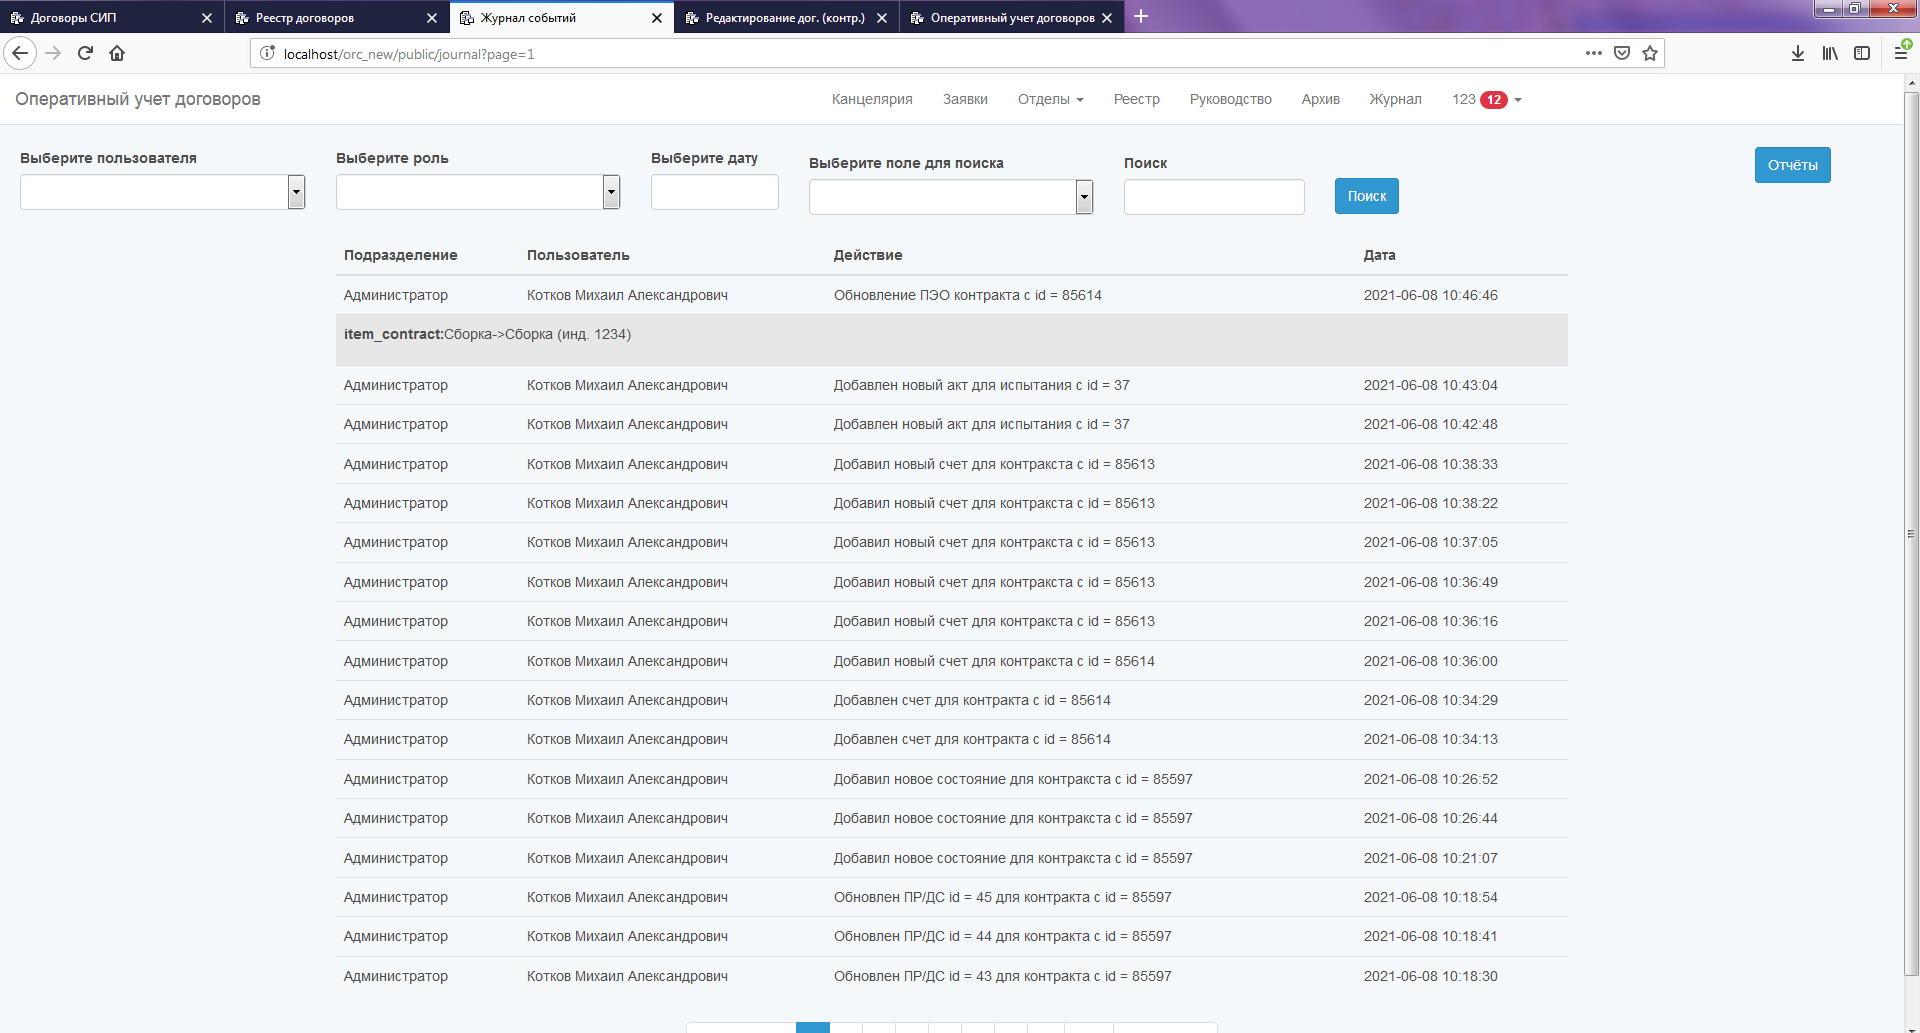 Договоры СИП
Реестр договоров
Журнал событий
Редактирование дог. (контр.)
Оперативный учет договоров
localhost/orc_new/public/journal?page=1
Оперативный учет договоров
Канцелярия Заявки Отделы Реестр Руководство Архив Журнал 123 12
Выберите пользователя Выберите роль Выберите дату Выберите поле для поиска Поиск
Поиск
Отчёты
Подразделение Пользователь Действие Дата
Администратор Котков Михаил Александрович Обновление ПЭО контракта с id = 85614 2021-06-08 10:46:46
item_contract:Сборка->Сборка (инд. 1234)
Администратор Котков Михаил Александрович Добавлен новый акт для испытания с id = 37 2021-06-08 10:43:04
Администратор Котков Михаил Александрович Добавлен новый акт для испытания с id = 37 2021-06-08 10:42:48
Администратор Котков Михаил Александрович Добавил новый счет для контракста с id = 85613 2021-06-08 10:38:33
Администратор Котков Михаил Александрович Добавил новый счет для контракста с id = 85613 2021-06-08 10:38:22
Администратор Котков Михаил Александрович Добавил новый счет для контракста с id = 85613 2021-06-08 10:37:05
Администратор Котков Михаил Александрович Добавил новый счет для контракста с id = 85613 2021-06-08 10:36:49
Администратор Котков Михаил Александрович Добавил новый счет для контракста с id = 85613 2021-06-08 10:36:16
Администратор Котков Михаил Александрович Добавил новый счет для контракста с id = 85614 2021-06-08 10:36:00
Администратор Котков Михаил Александрович Добавлен счет для контракта с id = 85614 2021-06-08 10:34:29
Администратор Котков Михаил Александрович Добавлен счет для контракта с id = 85614 2021-06-08 10:34:13
Администратор Котков Михаил Александрович Добавил новое состояние для контракста с id = 85597 2021-06-08 10:26:52
Администратор Котков Михаил Александрович Добавил новое состояние для контракста с id = 85597 2021-06-08 10:26:44
Администратор Котков Михаил Александрович Добавил новое состояние для контракста с id = 85597 2021-06-08 10:21:07
Администратор Котков Михаил Александрович Обновлен ПР/ДС id = 45 для контракта с id = 85597 2021-06-08 10:18:54
Администратор Котков Михаил Александрович Обновлен ПР/ДС id = 44 для контракта с id = 85597 2021-06-08 10:18:41
Администратор Котков Михаил Александрович Обновлен ПР/ДС id = 43 для контракта с id = 85597 2021-06-08 10:18:30